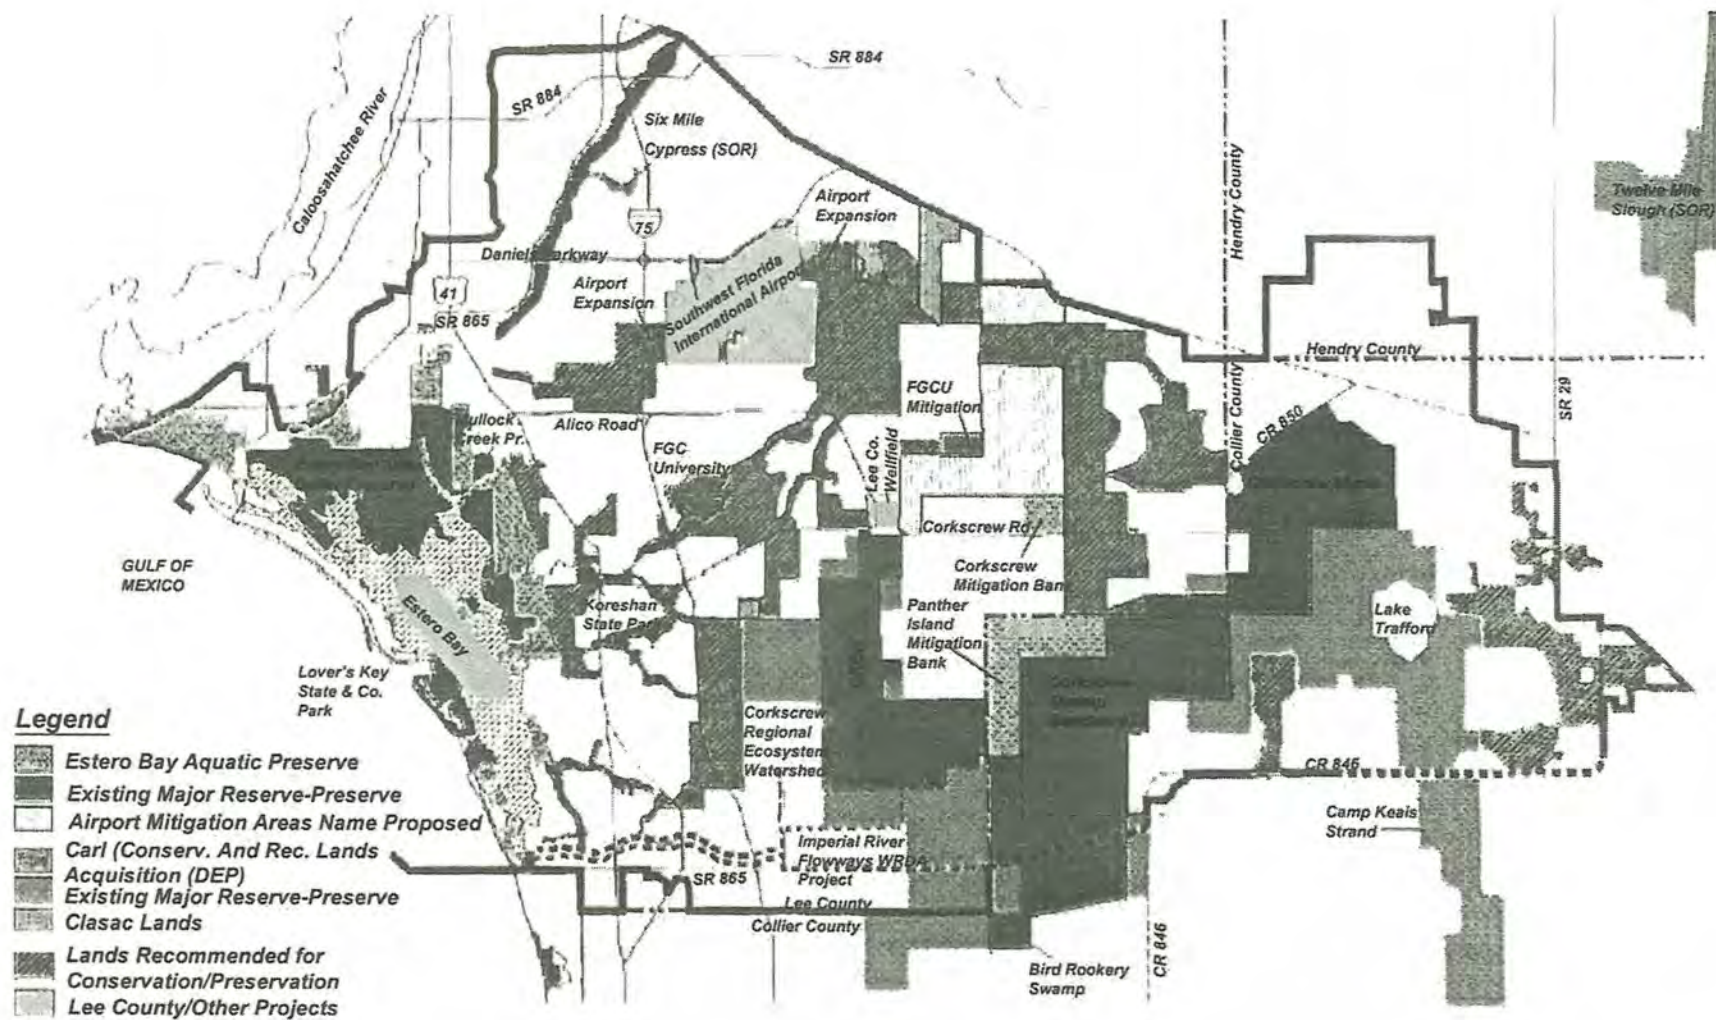 SR 884
SR 884
Caloosahatchee River
Six Mile
Cypress (SOR)
Hendry County
Twelve Mile
Slough (SOR)
Airport
Expansion
75
Daniels Parkway
Airport
Expansion
Southwest Florida
International Airport
41
SR 865
Hendry County
Collier County
CR 850
SR 29
FGCU
Mitigation
Alico Road
Mullock
Creek Pr.
FGC
University
Lee Co.
Wellfield
Corkscrew Rd
Corkscrew
Mitigation Ban
GULF OF
MEXICO
Estero Bay
Koreshan
State Park
Panther
Island
Mitigation
Bank
Lake
Trafford
Lover's Key
State & Co.
Park
Corkscrew
Regional
Ecosystem
Watershed
CR 846
Camp Keais
Strand
Imperial River
Flowways WRDA
Project
SR 865
Lee County
Collier County
CR 846
Bird Rookery
Swamp
Legend
Estero Bay Aquatic Preserve
Existing Major Reserve-Preserve
Airport Mitigation Areas Name Proposed
Carl (Conserv. And Rec. Lands
Acquisition (DEP)
Existing Major Reserve-Preserve
Clasac Lands
Lands Recommended for
Conservation/Preservation
Lee County/Other Projects